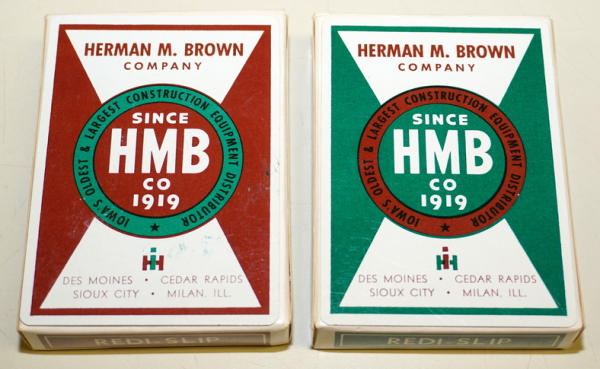 HERMAN M. BROWN
COMPANY
IOWA'S OLDEST & LARGEST CONSTRUCTION EQUIPMENT DISTRIBUTOR ★
SINCE
HMB
CO
1919
IH
DES MOINES • CEDAR RAPIDS
SIOUX CITY • MILAN, ILL.
REDI-SLIP
HERMAN M. BROWN
COMPANY
IOWA'S OLDEST & LARGEST CONSTRUCTION EQUIPMENT DISTRIBUTOR ★
SINCE
HMB
CO
1919
IH
DES MOINES • CEDAR RAPIDS
SIOUX CITY • MILAN, ILL.
REDI-SLIP